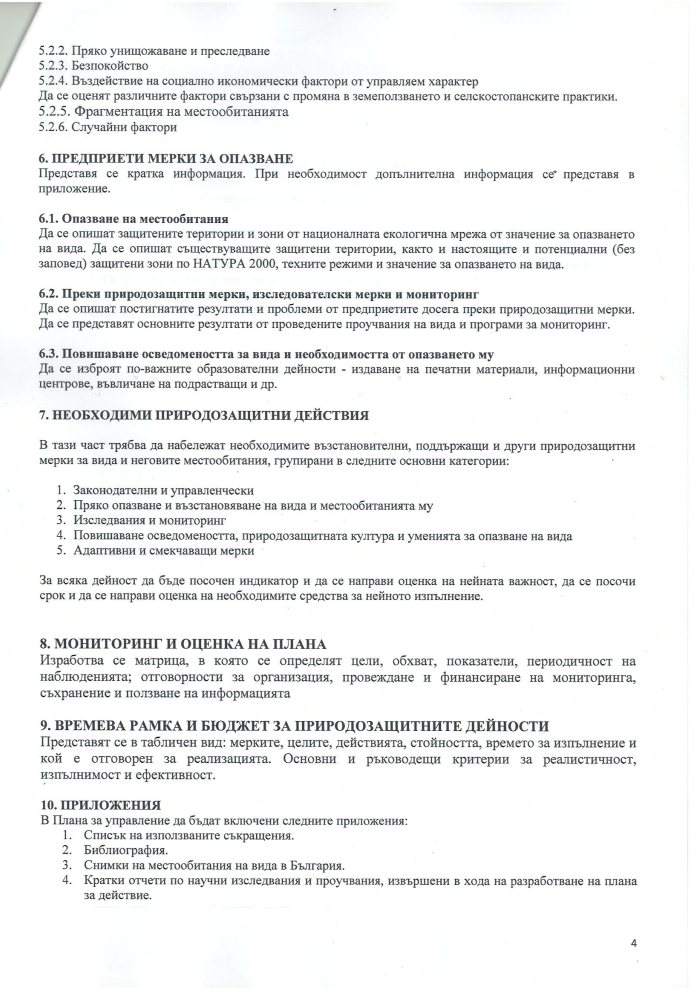 5.2.2. Пряко унищожаване и преследване
5.2.3. Безпокойство
5.2.4. Въздействие на социално икономически фактори от управляем характер
Да се оценят различните фактори свързани с промяна в земеползването и селскостопанските практики.
5.2.5. Фрагментация на местообитанията
5.2.6. Случайни фактори
6. ПРЕДПРИЕТИ МЕРКИ ЗА ОПАЗВАНЕ
Представя се кратка информация. При необходимост допълнителна информация се представя в
приложение.
6.1. Опазване на местообитания
Да се опишат защитените територии и зони от националната екологична мрежа от значение за опазването
на вида. Да се опишат съществуващите защитени територии, както и настоящите и потенциални (без
заповед) защитени зони по НАТУРА 2000, техните режими и значение за опазването на вида.
6.2. Преки природозащитни мерки, изследователски мерки и мониторинг
Да се опишат постигнатите резултати и проблеми от предприетите досега преки природозащитни мерки.
Да се представят основните резултати от проведените проучвания на вида и програми за мониторинг.
6.3. Повишаване осведомеността за вида и необходимостта от опазването му
Да се изброят по-важните образователни дейности - издаване на печатни материали, информационни
центрове, въвличане на подрастващи и др.
7. НЕОБХОДИМИ ПРИРОДОЗАЩИТНИ ДЕЙСТВИЯ
В тази част трябва да набележат необходимите възстановителни, поддържащи и други природозащитни
мерки за вида и неговите местообитания, групирани в следните основни категории:
1. Законодателни и управленчески
2. Пряко опазване и възстановяване на вида и местообитанията му
3. Изследвания и мониторинг
4. Повишаване осведомеността, природозащитната култура и уменията за опазване на вида
5. Адаптивни и смекчаващи мерки
За всяка дейност да бъде посочен индикатор и да се направи оценка на нейната важност, да се посочи
срок и да се направи оценка на необходимите средства за нейното изпълнение.
8. МОНИТОРИНГ И ОЦЕНКА НА ПЛАНА
Изработва се матрица, в която се определят цели, обхват, показатели, периодичност на
наблюденията; отговорности за организация, провеждане и финансиране на мониторинга,
съхранение и ползване на информацията
9. ВРЕМЕВА РАМКА И БЮДЖЕТ ЗА ПРИРОДОЗАЩИТНИТЕ ДЕЙНОСТИ
Представят се в табличен вид: мерките, целите, действията, стойността, времето за изпълнение и
кой е отговорен за реализацията. Основни и ръководещи критерии за реалистичност,
изпълнимост и ефективност.
10. ПРИЛОЖЕНИЯ
В Плана за управление да бъдат включени следните приложения:
1. Списък на използваните съкращения.
2. Библиография.
3. Снимки на местообитания на вида в България.
4. Кратки отчети по научни изследвания и проучвания, извършени в хода на разработване на плана
за действие.
4